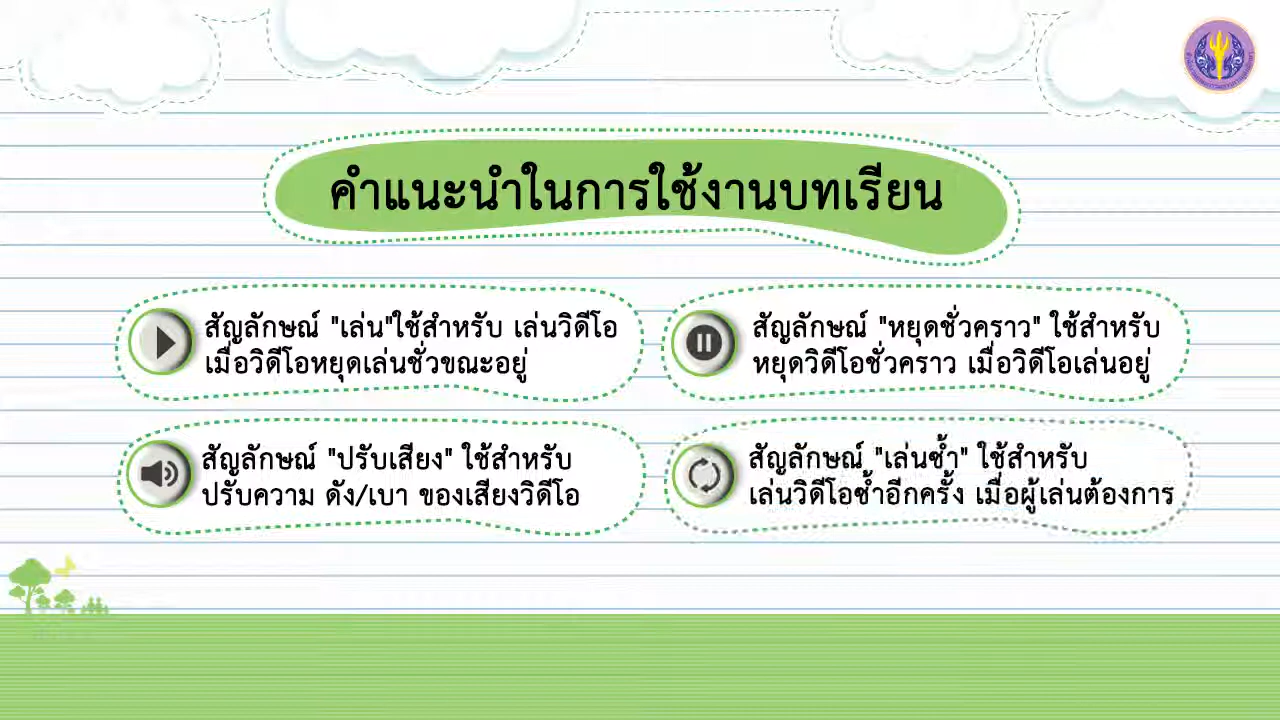 คำแนะนำในการใช้งานบทเรียน
สัญลักษณ์ "เล่น"ใช้สำหรับ เล่นวิดีโอ
เมื่อวิดีโอหยุดเล่นชั่วขณะอยู่
สัญลักษณ์ "หยุดชั่วคราว" ใช้สำหรับ
หยุดวิดีโอชั่วคราว เมื่อวิดีโอเล่นอยู่
สัญลักษณ์ "ปรับเสียง" ใช้สำหรับ
ปรับความ ดัง/เบา ของเสียงวิดีโอ
สัญลักษณ์ "เล่นซ้ำ" ใช้สำหรับ
เล่นวิดีโอซ้ำอีกครั้ง เมื่อผู้เล่นต้องการ